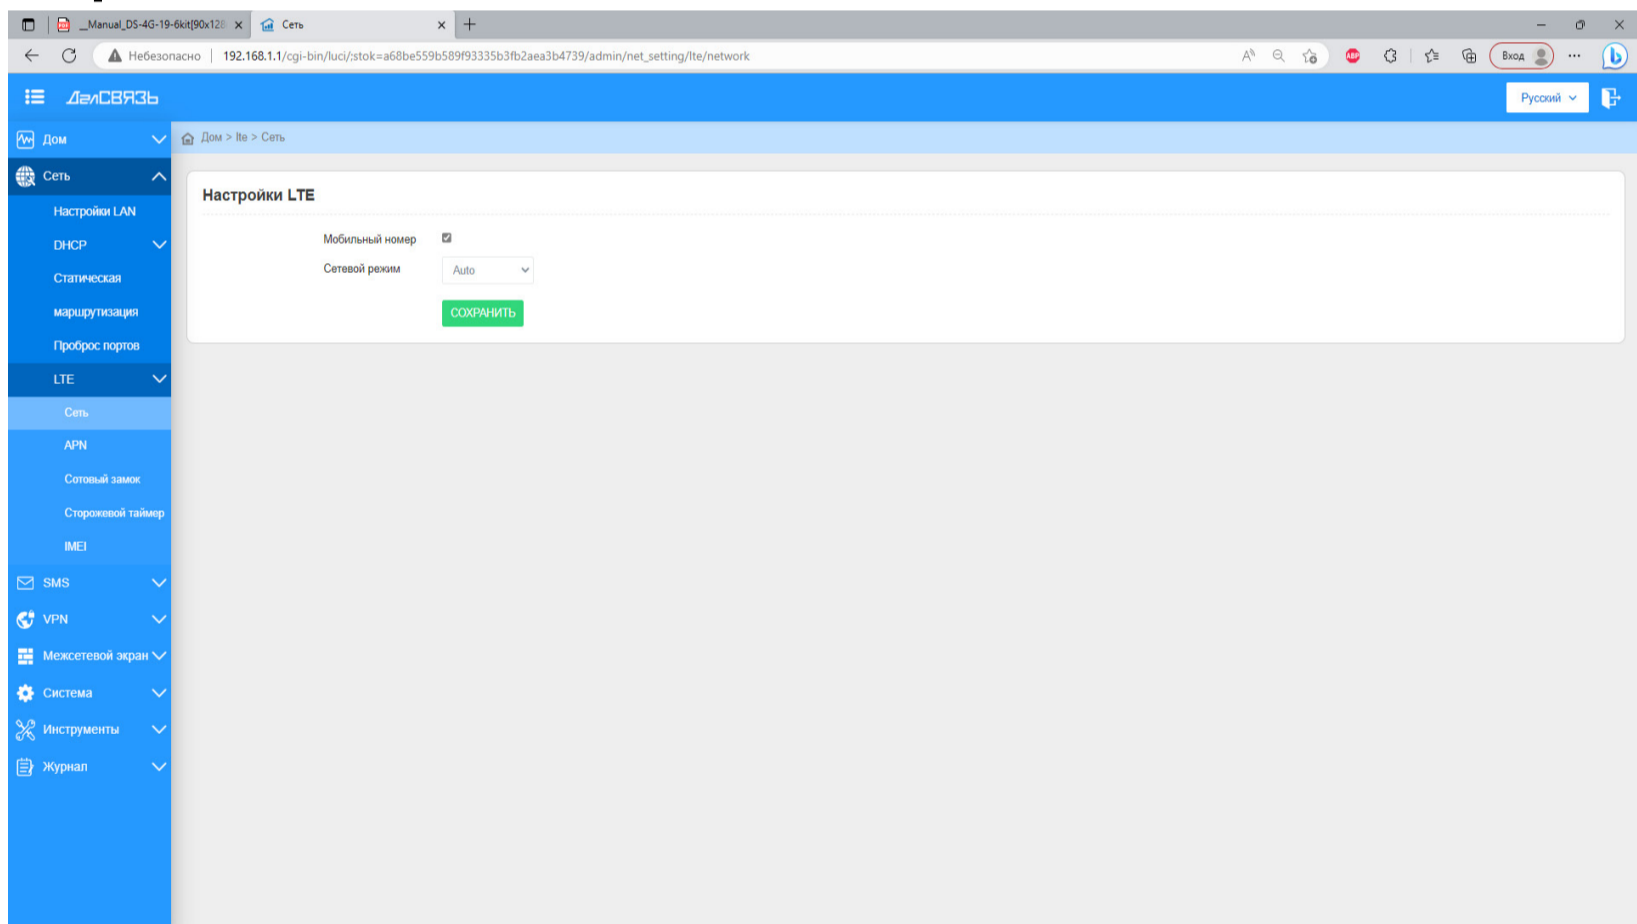 _Manual_DS-4G-19-6kit(90x128
Сеть
Небезопасно
192.168.1.1/cgi-bin/luci/;stok=a68be559b589f93335b3fb2aea3b4739/admin/net_setting/lte/network
ABP
Вход
ДалСВЯЗЬ
Русский
Дом
Дом > lte > Сеть
Сеть
Настройки LAN
DHCP
Статическая
маршрутизация
Проброс портов
LTE
Сеть
APN
Сотовый замок
Сторожевой таймер
IMEI
SMS
VPN
Межсетевой экран
Система
Инструменты
Журнал
Настройки LTE
Мобильный номер
Сетевой режим
Auto
СОХРАНИТЬ